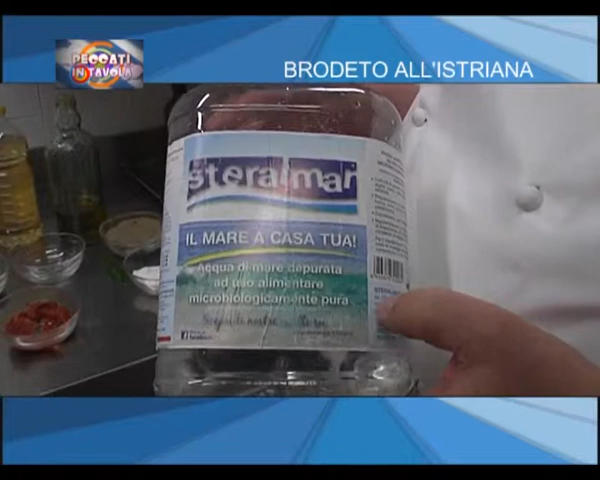 PECCATI
IN TAVOLA
BRODETO ALL'ISTRIANA
steralmar
IL MARE A CASA TUA!
Acqua di mare depurata
ad uso alimentare
microbiologicamente pura